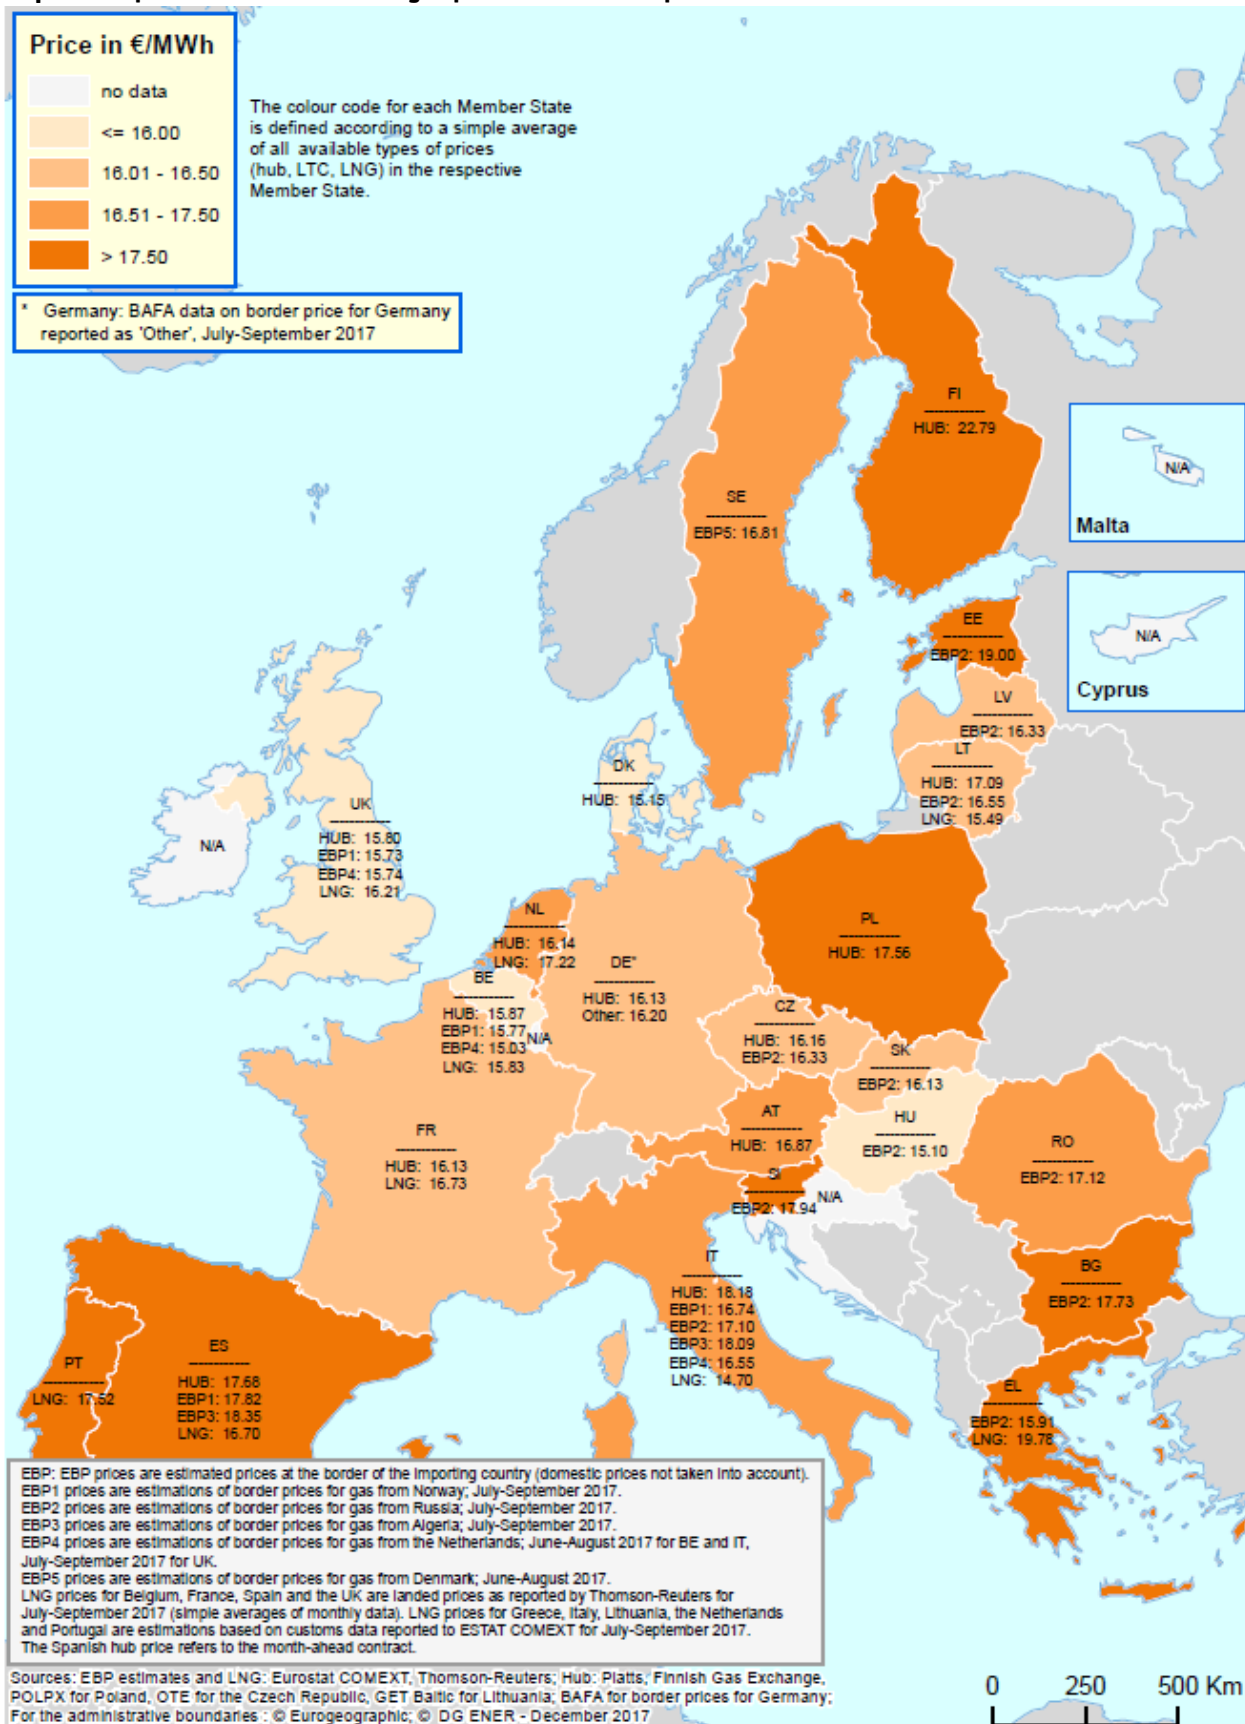 Price in €/MWh
no data
<= 16.00
16.01 - 16.50
16.51 - 17.50
> 17.50
The colour code for each Member State
is defined according to a simple average
of all available types of prices
(hub, LTC, LNG) in the respective
Member State.
* Germany: BAFA data on border price for Germany
reported as 'Other', July-September 2017
FI
HUB: 22.79
N/A
Malta
SE
EBP5: 16.81
N/A
Cyprus
EE
EBP2: 19.00
LV
EBP2: 16.33
LT
HUB: 17.09
EBP2: 16.55
LNG: 15.49
DK
HUB: 15.15
UK
HUB: 15.80
EBP1: 15.73
EBP4: 15.74
LNG: 16.21
N/A
NL
HUB: 16.14
LNG: 17.22
DE*
HUB: 16.13
Other: 16.20
PL
HUB: 17.56
BE
HUB: 15.87
EBP1: 15.77
EBP4: 15.03
LNG: 15.83
N/A
CZ
HUB: 16.16
EBP2: 16.33
SK
EBP2: 16.13
AT
HUB: 16.87
HU
EBP2: 15.10
RO
EBP2: 17.12
FR
HUB: 16.13
LNG: 16.73
SI
EBP2: 17.94
N/A
IT
HUB: 18.18
EBP1: 16.74
EBP2: 17.10
EBP3: 18.09
EBP4: 16.55
LNG: 14.70
BG
EBP2: 17.73
PT
LNG: 17.52
ES
HUB: 17.68
EBP1: 17.82
EBP3: 18.35
LNG: 16.70
EL
EBP2: 15.91
LNG: 19.78
EBP: EBP prices are estimated prices at the border of the importing country (domestic prices not taken into account).
EBP1 prices are estimations of border prices for gas from Norway; July-September 2017.
EBP2 prices are estimations of border prices for gas from Russia; July-September 2017.
EBP3 prices are estimations of border prices for gas from Algeria; July-September 2017.
EBP4 prices are estimations of border prices for gas from the Netherlands; June-August 2017 for BE and IT,
July-September 2017 for UK.
EBP5 prices are estimations of border prices for gas from Denmark; June-August 2017.
LNG prices for Belgium, France, Spain and the UK are landed prices as reported by Thomson-Reuters for
July-September 2017 (simple averages of monthly data). LNG prices for Greece, Italy, Lithuania, the Netherlands
and Portugal are estimations based on customs data reported to ESTAT COMEXT for July-September 2017.
The Spanish hub price refers to the month-ahead contract.
Sources: EBP estimates and LNG: Eurostat COMEXT, Thomson-Reuters; Hub: Platts, Finnish Gas Exchange,
POLPX for Poland, OTE for the Czech Republic, GET Baltic for Lithuania; BAFA for border prices for Germany;
For the administrative boundaries : © Eurogeographic; © DG ENER - December 2017
0 250 500 Km